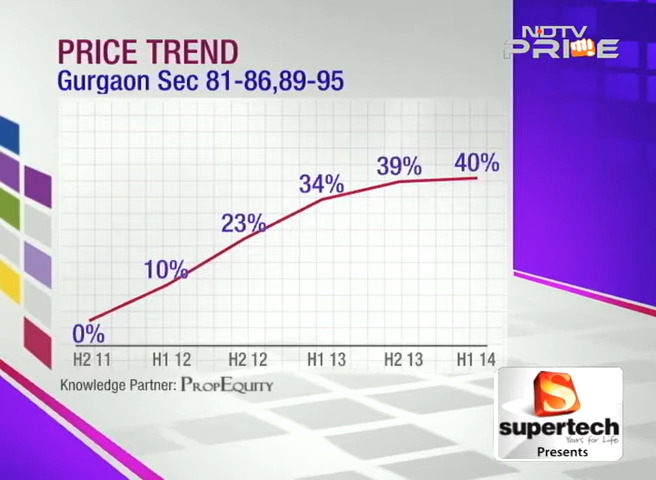 NDTV
PRIME
PRICE TREND
Gurgaon Sec 81-86,89-95
0%
10%
23%
34%
39%
40%
H2 11
H1 12
H2 12
H1 13
H2 13
H1 14
Knowledge Partner: PROPEQUITY
S
supertech
Yours for Life
Presents